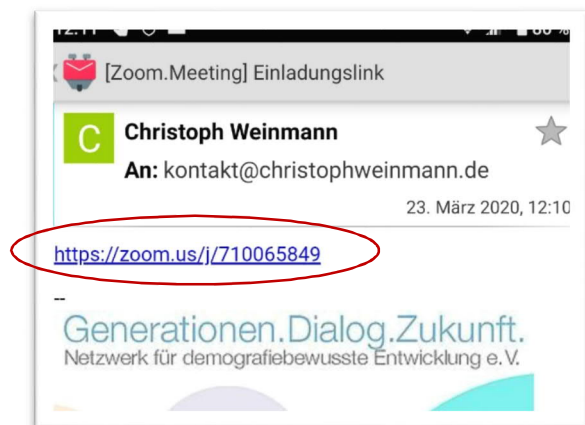 [Zoom.Meeting] Einladungslink
C
Christoph Weinmann
An: kontakt@christophweinmann.de
23. März 2020, 12:10
https://zoom.us/j/710065849
--
Generationen.Dialog.Zukunft.
Netzwerk für demografiebewusste Entwicklung e.V.